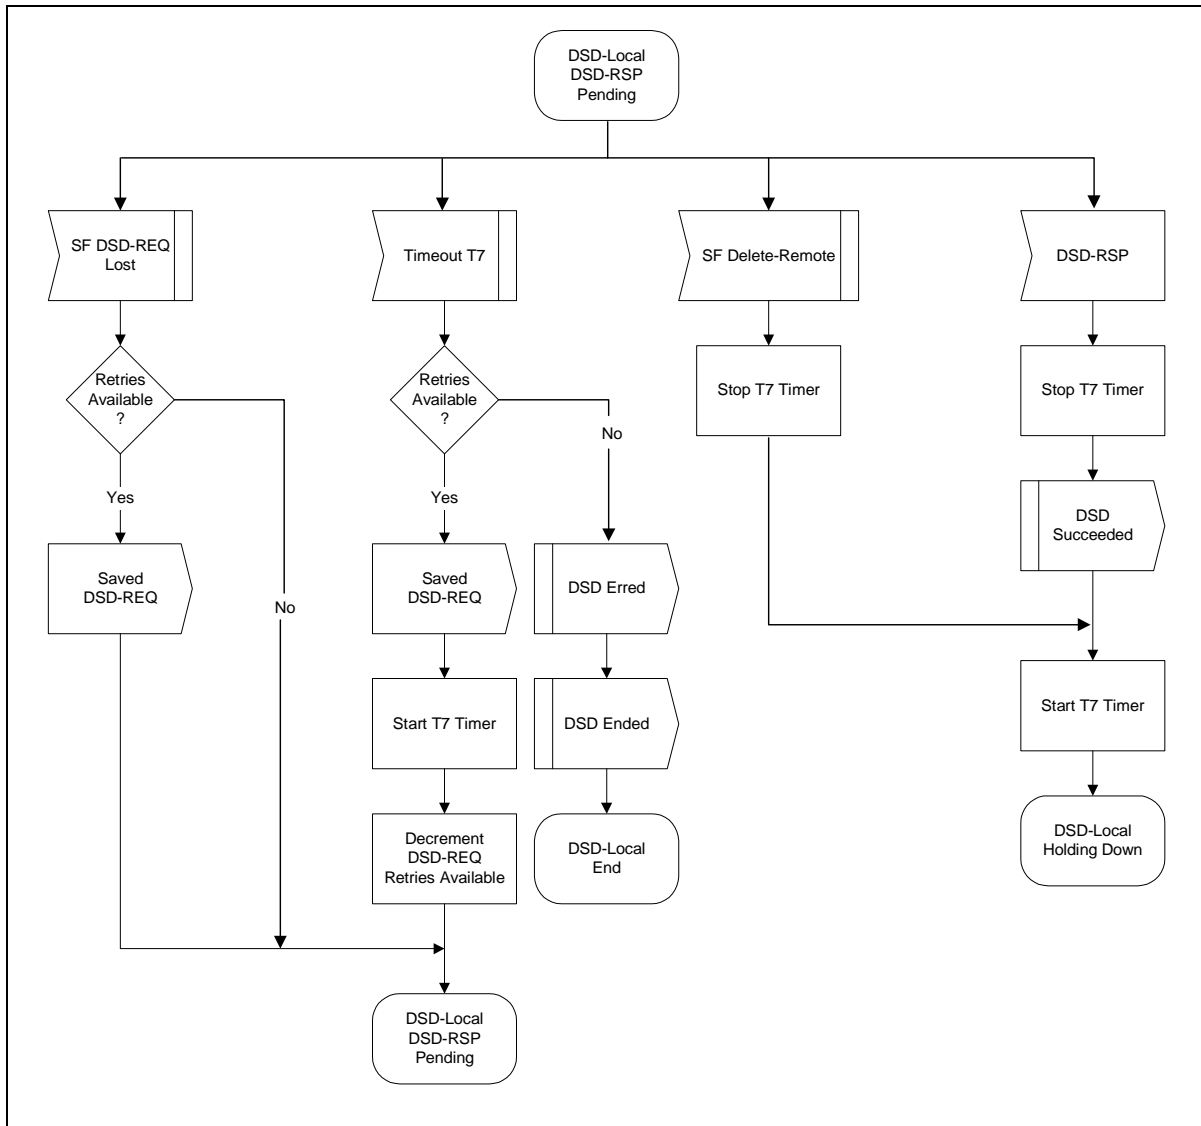 DSD-Local
DSD-RSP
Pending
SF DSD-REQ
Lost
Timeout T7
SF Delete-Remote
DSD-RSP
Retries
Available
?
Retries
Available
?
Stop T7 Timer
Stop T7 Timer
No
Yes
Yes
DSD
Succeeded
Saved
DSD-REQ
No
Saved
DSD-REQ
DSD Erred
Start T7 Timer
DSD Ended
Start T7 Timer
Decrement
DSD-REQ
Retries Available
DSD-Local
End
DSD-Local
Holding Down
DSD-Local
DSD-RSP
Pending